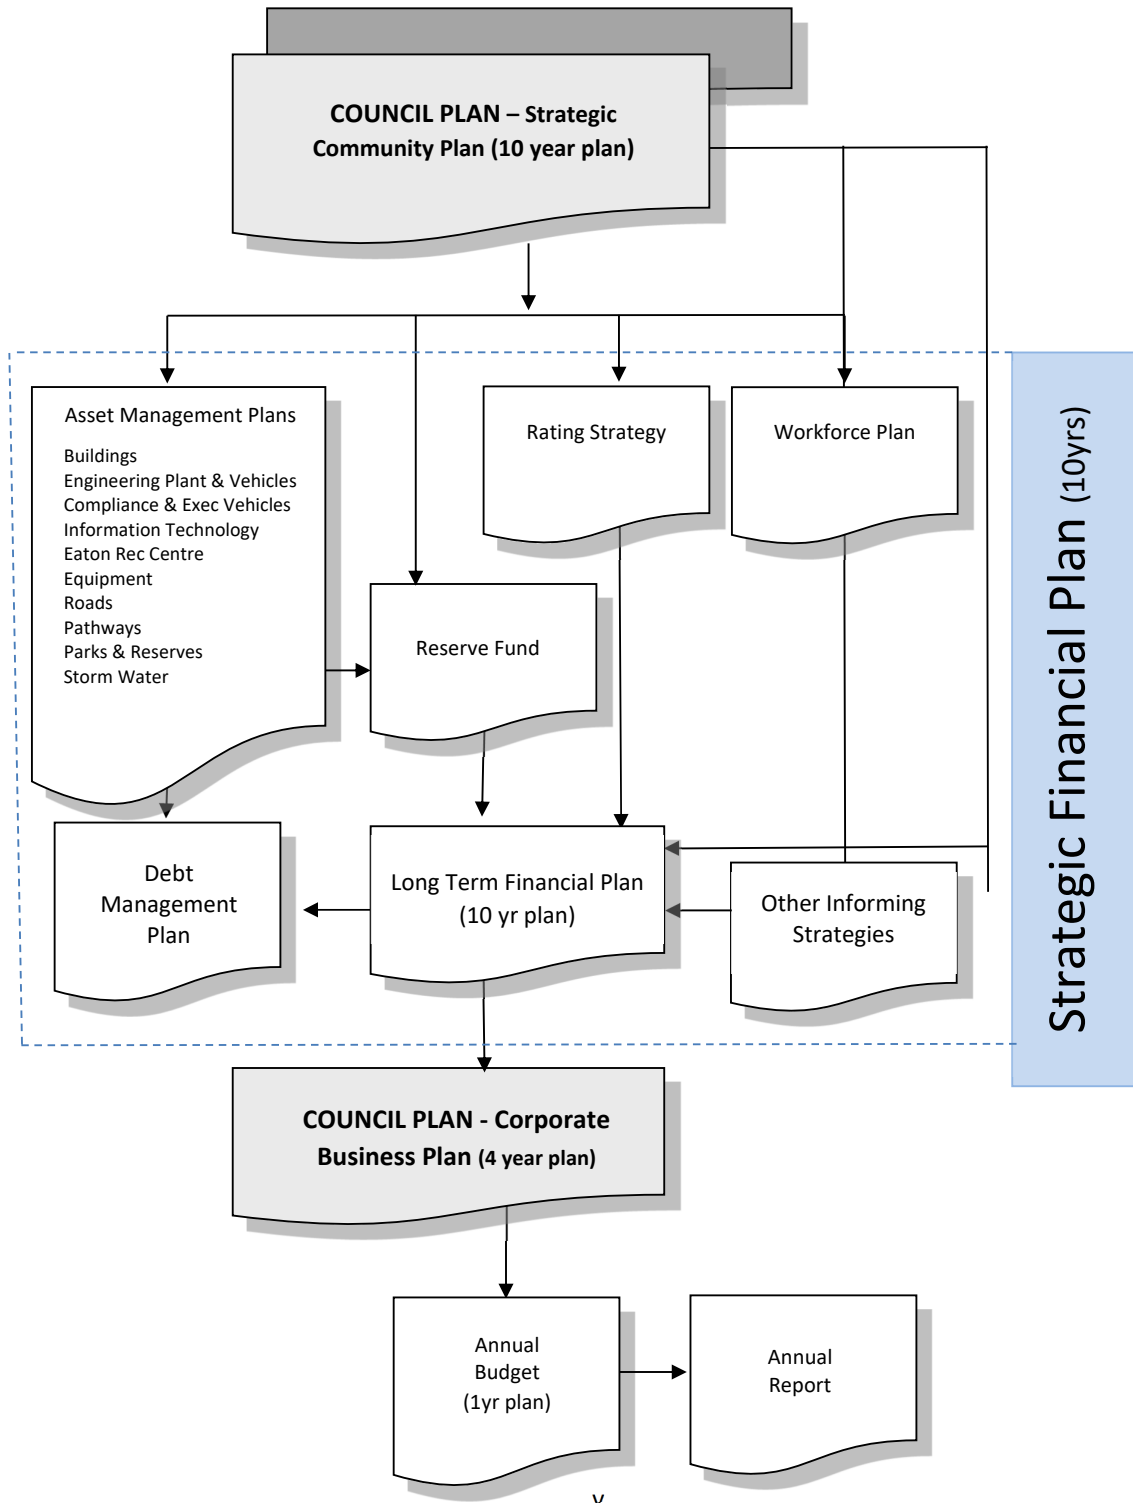 COUNCIL PLAN – Strategic
Community Plan (10 year plan)
Asset Management Plans
Buildings
Engineering Plant & Vehicles
Compliance & Exec Vehicles
Information Technology
Eaton Rec Centre
Equipment
Roads
Pathways
Parks & Reserves
Storm Water
Rating Strategy
Workforce Plan
Reserve Fund
Debt
Management
Plan
Long Term Financial Plan
(10 yr plan)
Other Informing
Strategies
Strategic Financial Plan (10yrs)
COUNCIL PLAN - Corporate
Business Plan (4 year plan)
Annual
Budget
(1yr plan)
Annual
Report
v